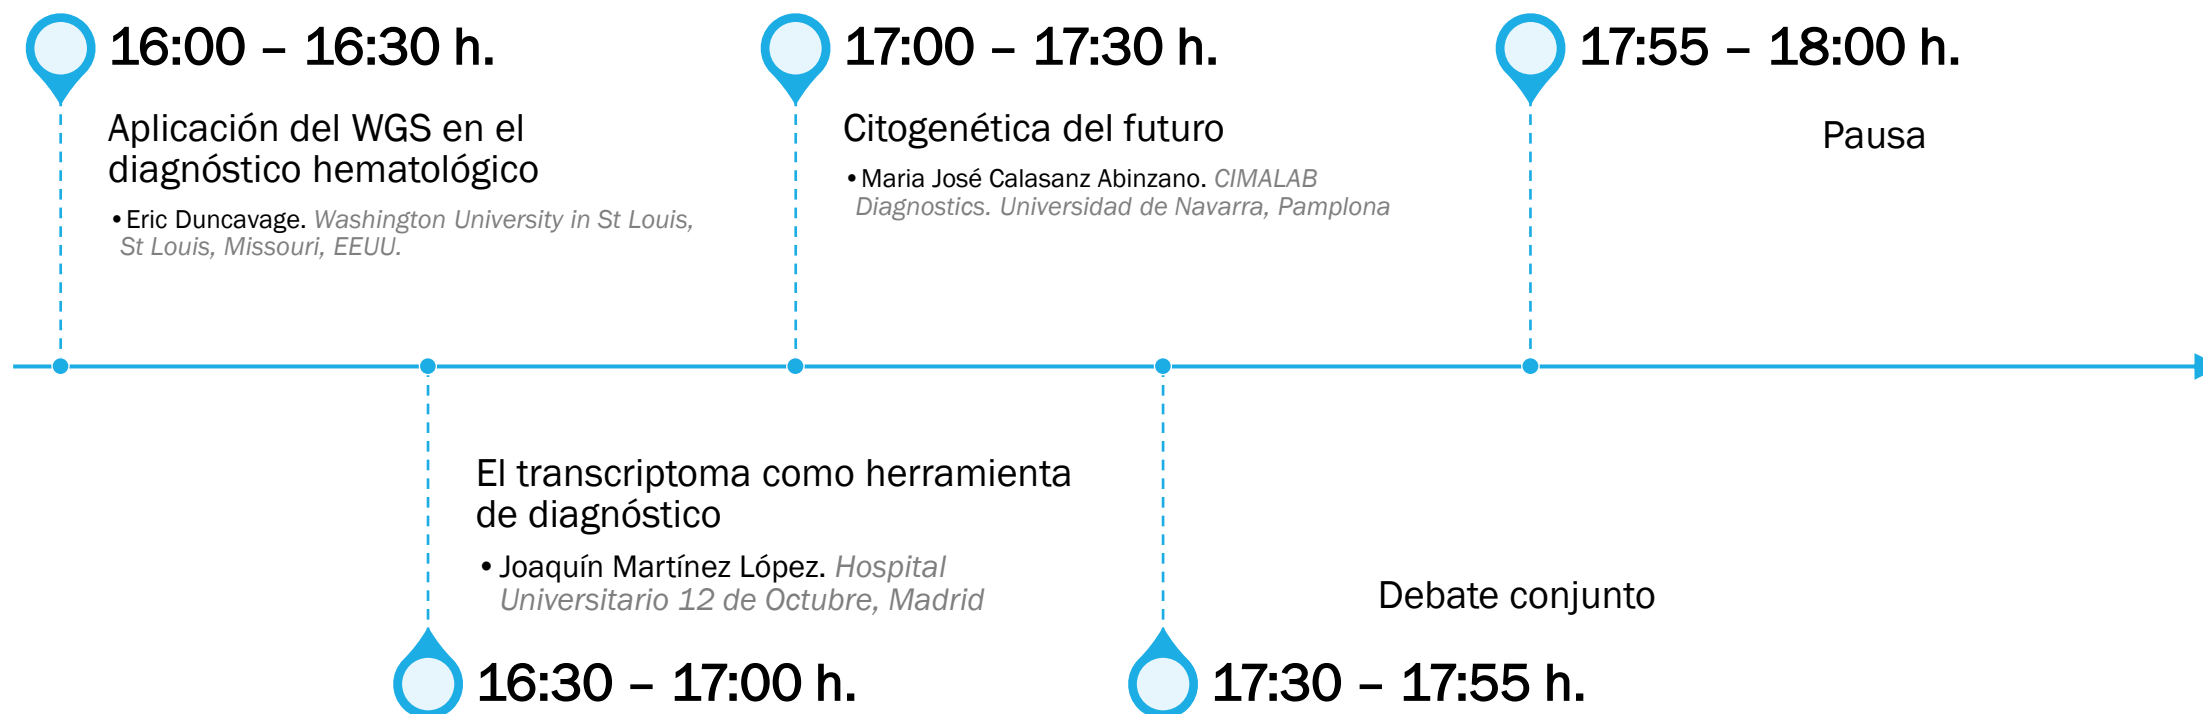 16:00 – 16:30 h.
Aplicación del WGS en el
diagnóstico hematológico
•Eric Duncavage. Washington University in St Louis,
St Louis, Missouri, EEUU.
El transcriptoma como herramienta
de diagnóstico
•Joaquín Martínez López. Hospital
Universitario 12 de Octubre, Madrid
16:30 – 17:00 h.
17:00 – 17:30 h.
Citogenética del futuro
•Maria José Calasanz Abinzano. CIMALAB
Diagnostics. Universidad de Navarra, Pamplona
Debate conjunto
17:30 – 17:55 h.
17:55 – 18:00 h.
Pausa